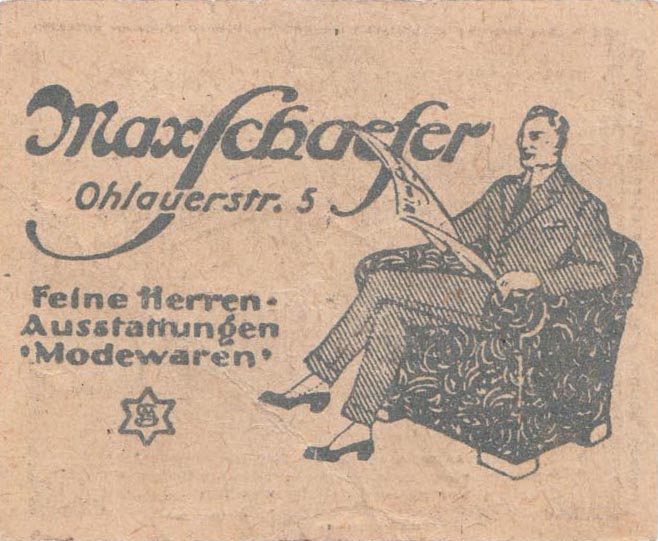 Max Schaefer
Ohlauerstr. 5
Feine Herren-
Ausstattungen
•Modewaren•